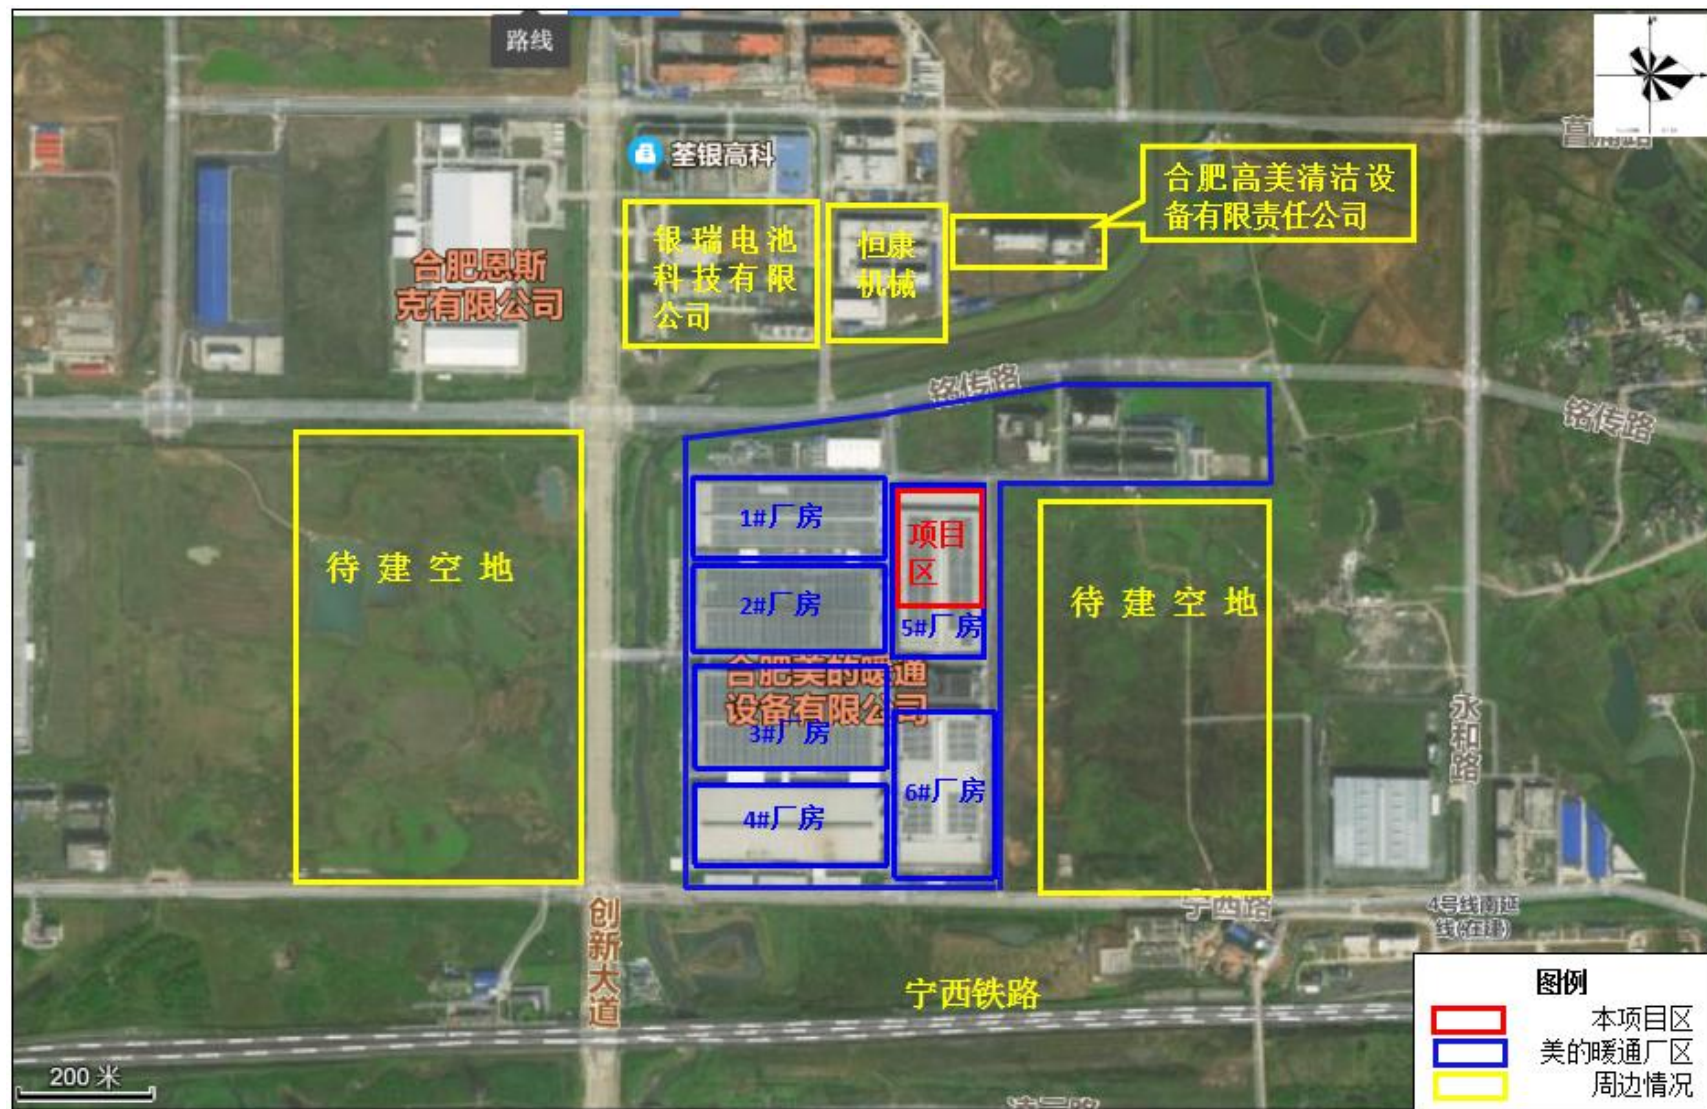 路线
荃银高科
合肥高美清洁设
备有限责任公司
银瑞电池
科技有限
公司
恒康
机械
合肥恩斯
克有限公司
铭传路
铭传路
1#厂房
项目
区
待建空地
2#厂房
待建空地
5#厂房
合肥美的暖通
设备有限公司
3#厂房
永和路
6#厂房
4#厂房
创新大道
宁西路
4号线南延
线(在建)
宁西铁路
图例
本项目区
美的暖通厂区
周边情况
200 米